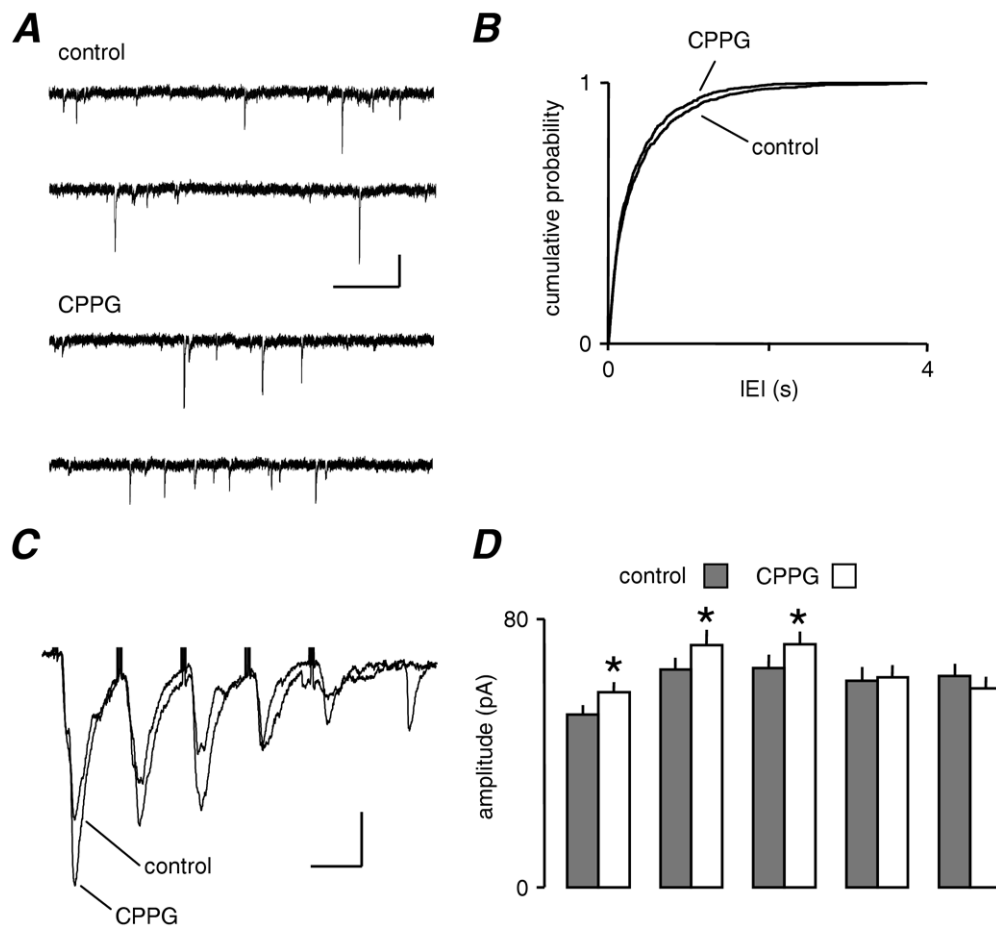 A
control
CPPG
B
CPPG
control
cumulative probability
1
0
0
2
4
IEI (s)
C
control
CPPG
D
control
CPPG
amplitude (pA)
80
0
*
*
*